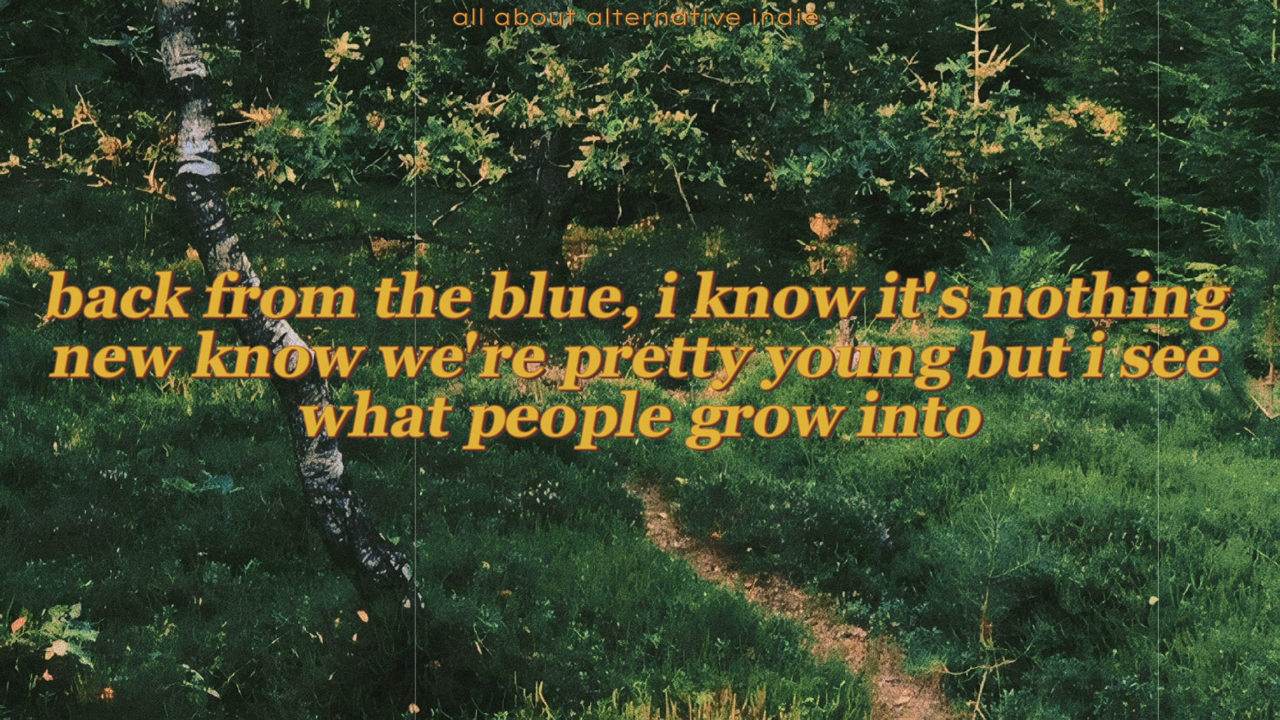 all about alternative indie
back from the blue, i know it's nothing
new know we're pretty young but i see
what people grow into